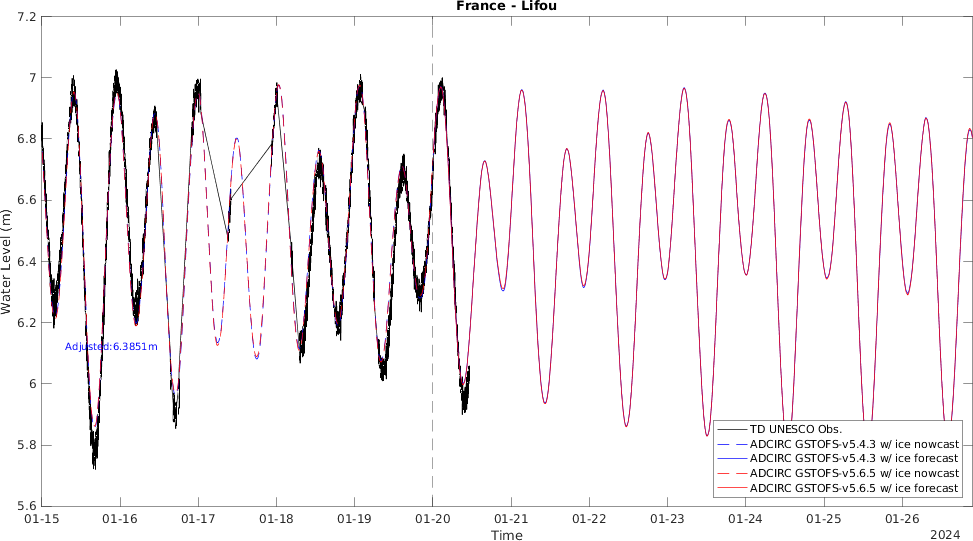 France - Lifou
7.2
7
6.8
6.6
6.4
6.2
6
5.8
5.6
Water Level (m)
Adjusted:6.3851m
TD UNESCO Obs.
ADCIRC GSTOFS-v5.4.3 w/ ice nowcast
ADCIRC GSTOFS-v5.4.3 w/ ice forecast
ADCIRC GSTOFS-v5.6.5 w/ ice nowcast
ADCIRC GSTOFS-v5.6.5 w/ ice forecast
01-15 01-16 01-17 01-18 01-19 01-20 01-21 01-22 01-23 01-24 01-25 01-26
Time
2024